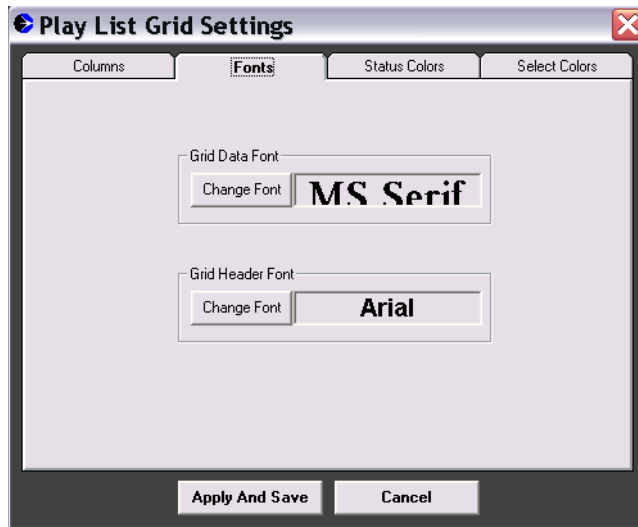 Play List Grid Settings
Columns Fonts Status Colors Select Colors
Grid Data Font
Change Font MS Serif
Grid Header Font
Change Font Arial
Apply And Save Cancel